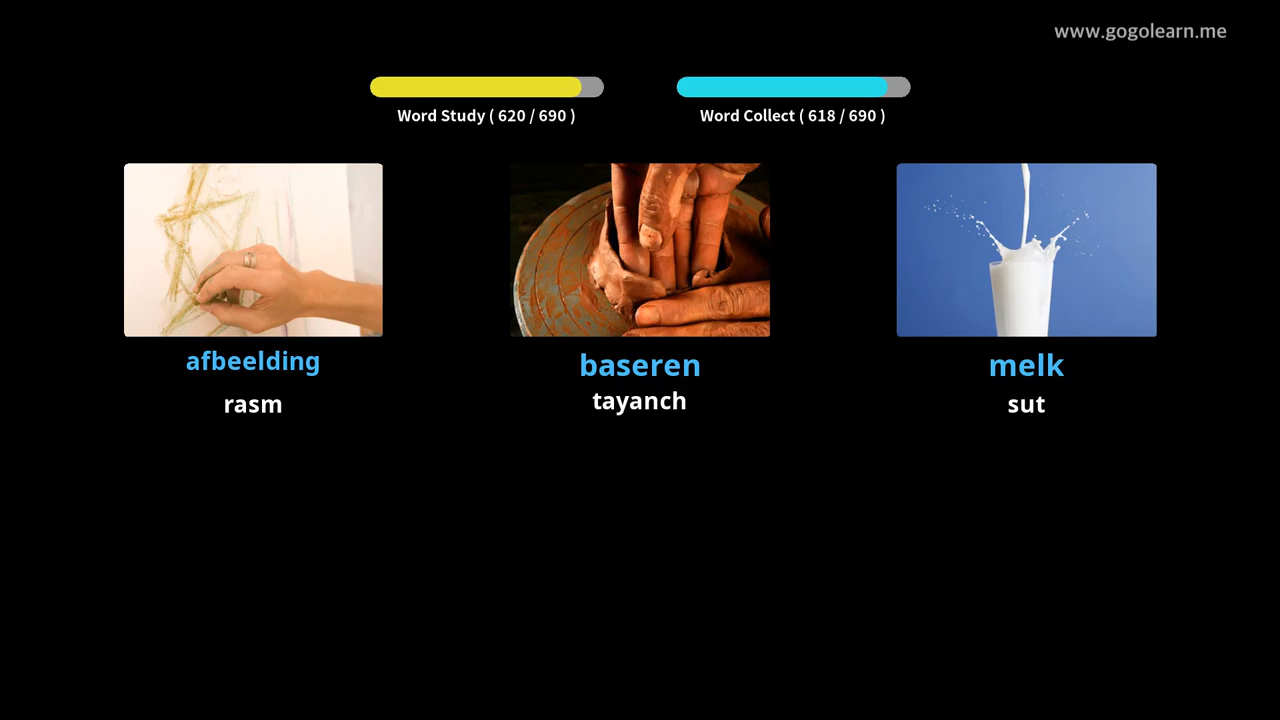 www.gogolearn.me
Word Study ( 620 / 690 )
Word Collect ( 618 / 690 )
afbeelding
rasm
baseren
tayanch
melk
sut